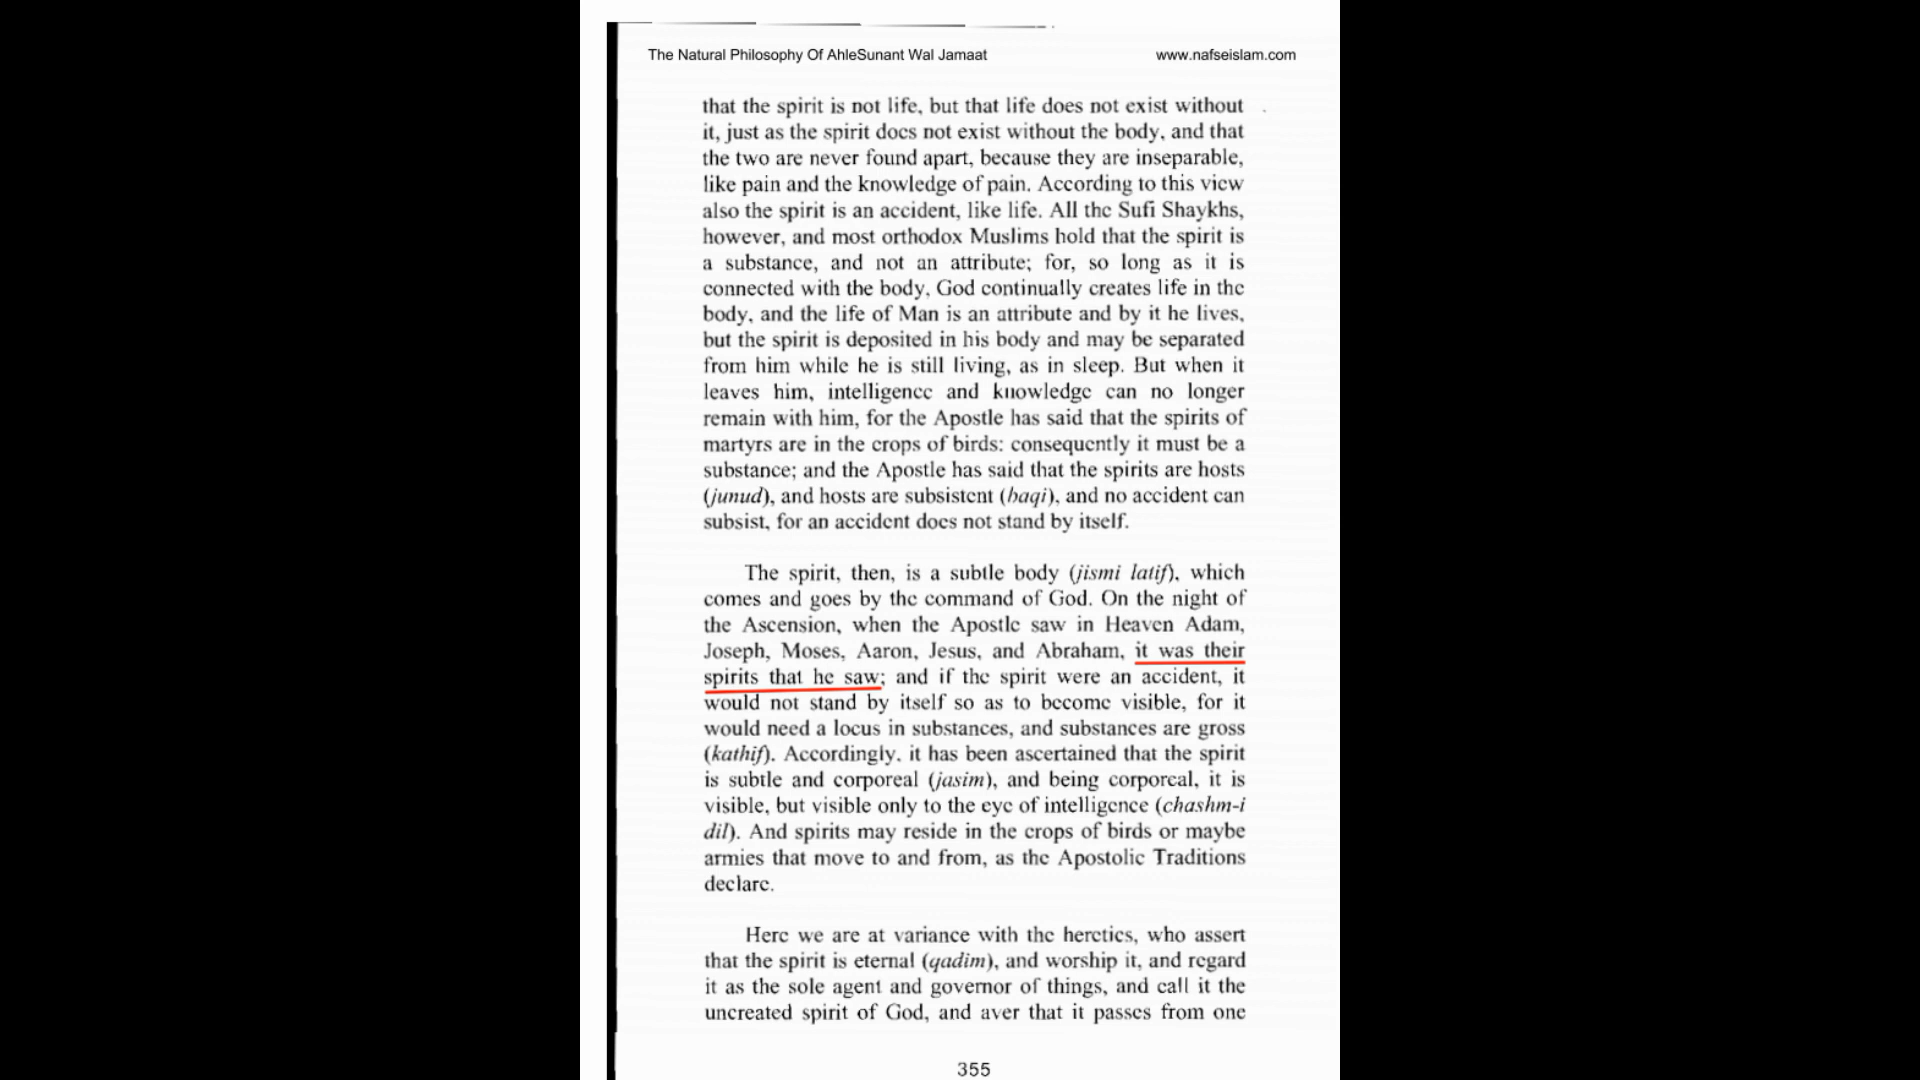 The Natural Philosophy Of AhleSunant Wal Jamaat www.nafseislam.com
that the spirit is not life, but that life does not exist without
it, just as the spirit does not exist without the body, and that
the two are never found apart, because they are inseparable,
like pain and the knowledge of pain. According to this view
also the spirit is an accident, like life. All the Sufi Shaykhs,
however, and most orthodox Muslims hold that the spirit is
a substance, and not an attribute; for, so long as it is
connected with the body, God continually creates life in the
body, and the life of Man is an attribute and by it he lives,
but the spirit is deposited in his body and may be separated
from him while he is still living, as in sleep. But when it
leaves him, intelligence and knowledge can no longer
remain with him, for the Apostle has said that the spirits of
martyrs are in the crops of birds: consequently it must be a
substance; and the Apostle has said that the spirits are hosts
(junud), and hosts are subsistent (baqi), and no accident can
subsist, for an accident does not stand by itself.
The spirit, then, is a subtle body (jismi latif), which
comes and goes by the command of God. On the night of
the Ascension, when the Apostle saw in Heaven Adam,
Joseph, Moses, Aaron, Jesus, and Abraham, it was their
spirits that he saw; and if the spirit were an accident, it
would not stand by itself so as to become visible, for it
would need a locus in substances, and substances are gross
(kathif). Accordingly, it has been ascertained that the spirit
is subtle and corporeal (jasim), and being corporeal, it is
visible, but visible only to the eye of intelligence (chashm-i
dil). And spirits may reside in the crops of birds or maybe
armies that move to and from, as the Apostolic Traditions
declare.
Here we are at variance with the heretics, who assert
that the spirit is eternal (qadim), and worship it, and regard
it as the sole agent and governor of things, and call it the
uncreated spirit of God, and aver that it passes from one
355